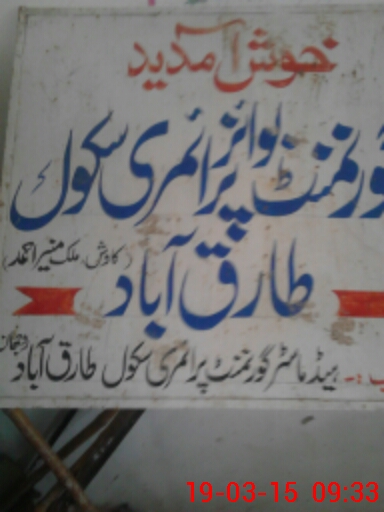 خوش آمدید
گورنمنٹ بوائز پرائمری سکول
طارق آباد
(کاوش، ملک منیر احمد)
ہیڈ ماسٹر گورنمنٹ پرائمری سکول طارق آباد
19-03-15 09:33